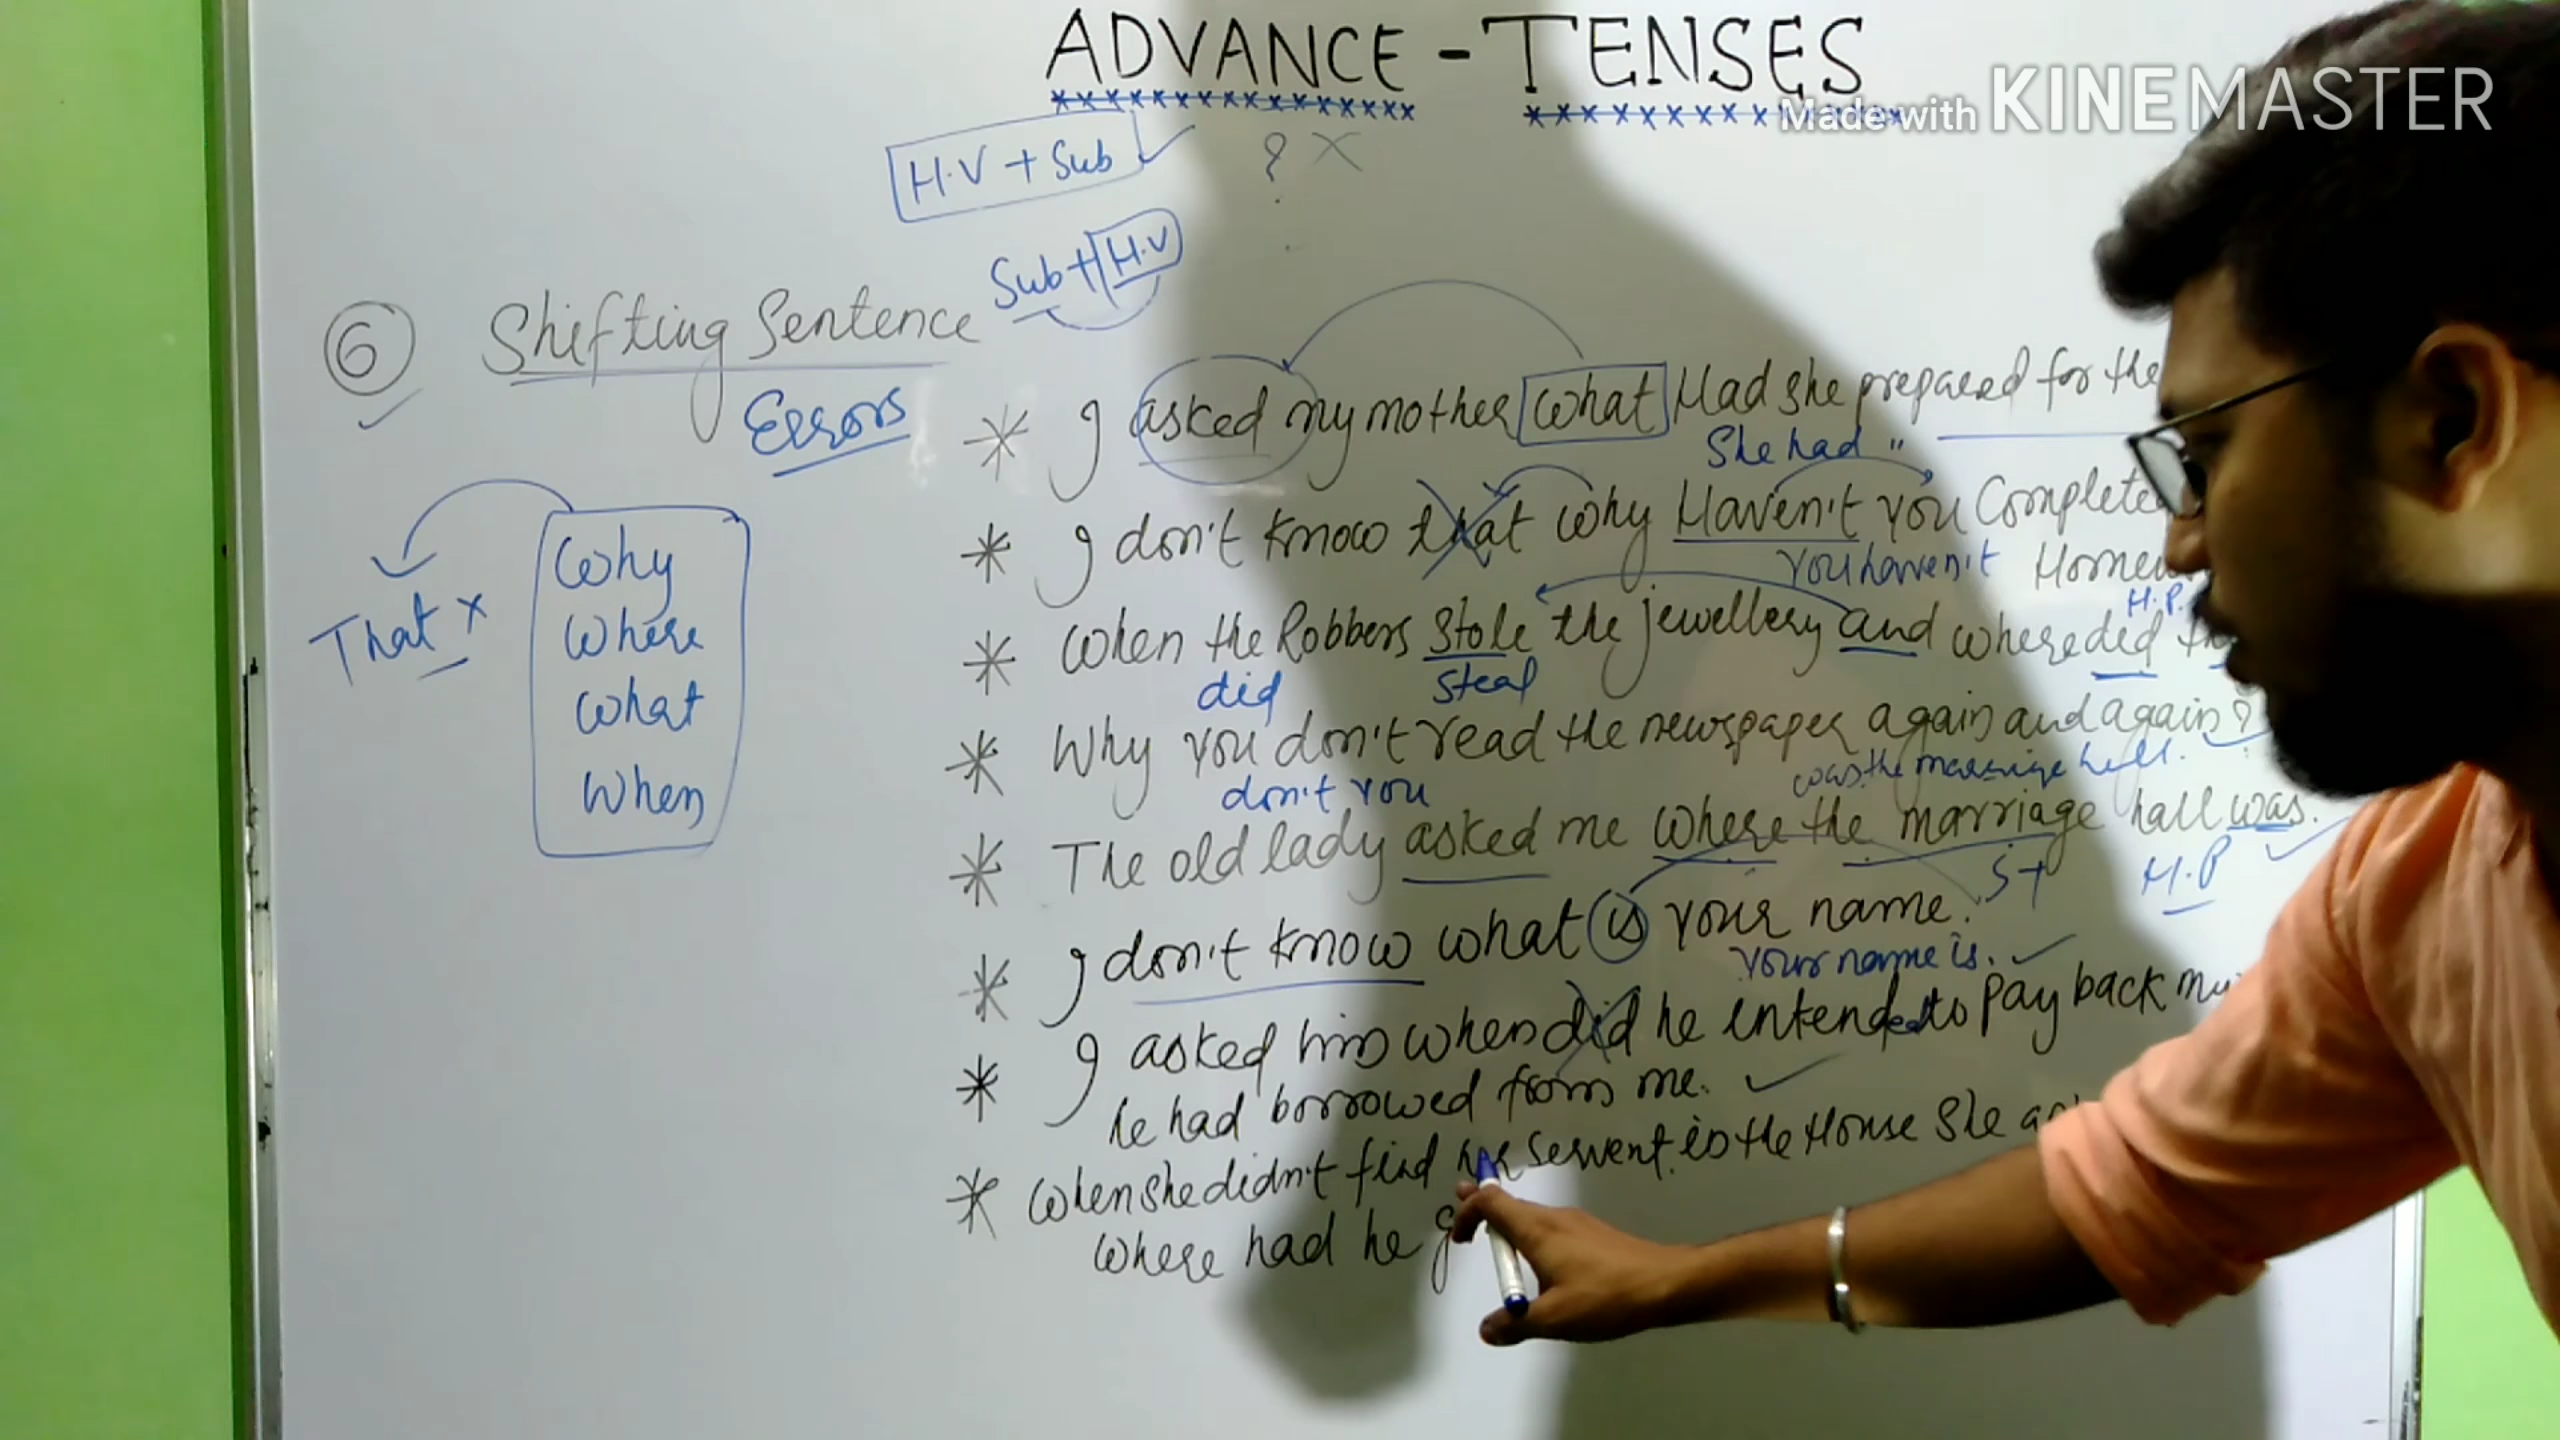 ADVANCE - TENSES
Made with KINEMASTER
H.V + Sub ?
Sub + H.V
6 Shifting Sentence
Errors
That x
Why
Where
What
When
* I asked my mother what Had she prepared for the
She had "
* I don't know that why Haven't you Complete
you haven't
H.P.
* When the Robbers Stole the jewellery and where did
did steal
* Why you don't read the newspaper again and again?
don't you was the marriage hall.
* The old lady asked me where the marriage hall was.
S+ H.P
* I don't know what is your name.
your name is.
* I asked him when did he intended to pay back
he had borrowed from me.
* When she didn't find her servent in the House She
where had he